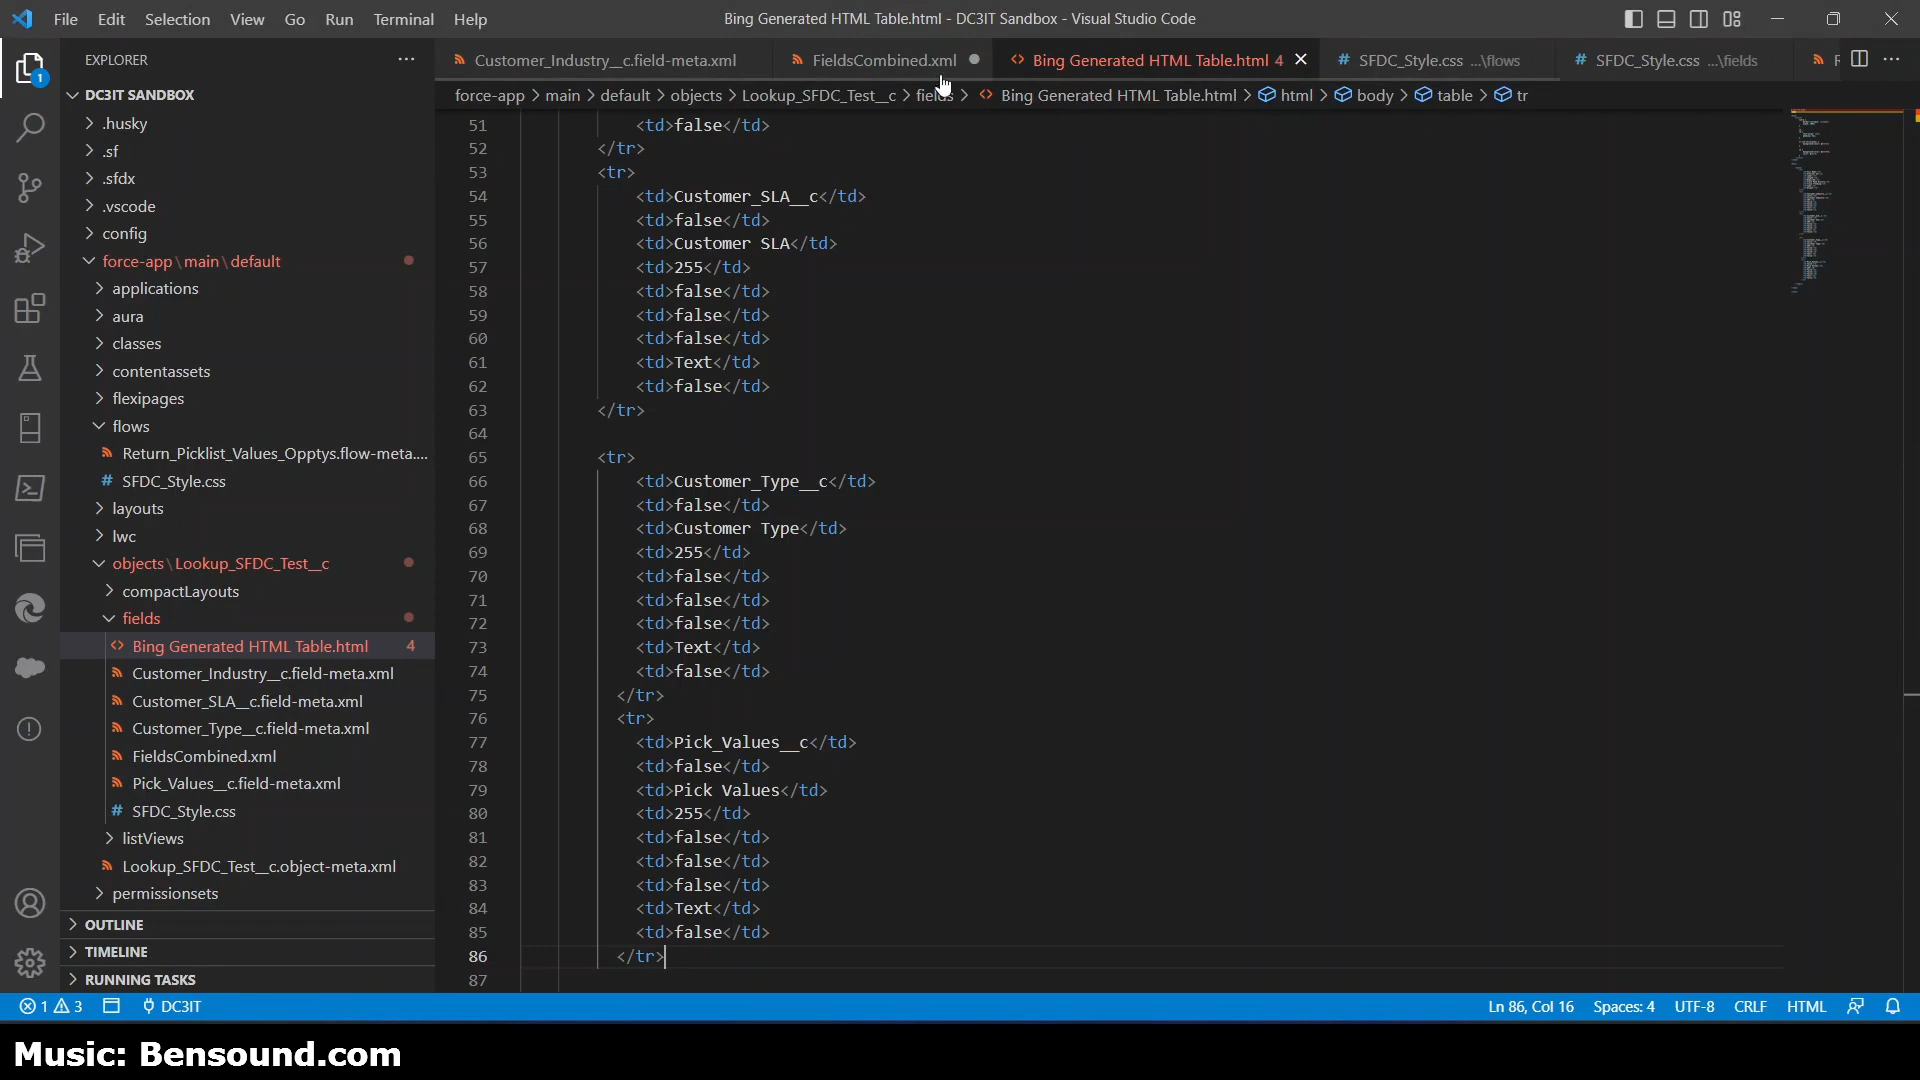 File Edit Selection View Go Run Terminal Help
Bing Generated HTML Table.html - DC3IT Sandbox - Visual Studio Code
EXPLORER
DC3IT SANDBOX
.husky
.sf
.sfdx
.vscode
config
force-app\main\default
applications
aura
classes
contentassets
flexipages
flows
Return_Picklist_Values_Opptys.flow-meta....
SFDC_Style.css
layouts
lwc
objects\Lookup_SFDC_Test__c
compactLayouts
fields
Bing Generated HTML Table.html 4
Customer_Industry__c.field-meta.xml
Customer_SLA__c.field-meta.xml
Customer_Type__c.field-meta.xml
FieldsCombined.xml
Pick_Values__c.field-meta.xml
SFDC_Style.css
listViews
Lookup_SFDC_Test__c.object-meta.xml
permissionsets
OUTLINE
TIMELINE
RUNNING TASKS
1
Customer_Industry__c.field-meta.xml FieldsCombined.xml Bing Generated HTML Table.html 4 SFDC_Style.css ...\flows SFDC_Style.css ...\fields
force-app > main > default > objects > Lookup_SFDC_Test__c > fields > Bing Generated HTML Table.html > html > body > table > tr
51 <td>false</td>
52 </tr>
53 <tr>
54 <td>Customer_SLA__c</td>
55 <td>false</td>
56 <td>Customer SLA</td>
57 <td>255</td>
58 <td>false</td>
59 <td>false</td>
60 <td>false</td>
61 <td>Text</td>
62 <td>false</td>
63 </tr>
64
65 <tr>
66 <td>Customer_Type__c</td>
67 <td>false</td>
68 <td>Customer Type</td>
69 <td>255</td>
70 <td>false</td>
71 <td>false</td>
72 <td>false</td>
73 <td>Text</td>
74 <td>false</td>
75 </tr>
76 <tr>
77 <td>Pick_Values__c</td>
78 <td>false</td>
79 <td>Pick Values</td>
80 <td>255</td>
81 <td>false</td>
82 <td>false</td>
83 <td>false</td>
84 <td>Text</td>
85 <td>false</td>
86 </tr>
87
1 3 DC3IT
Ln 86, Col 16 Spaces: 4 UTF-8 CRLF HTML
Music: Bensound.com